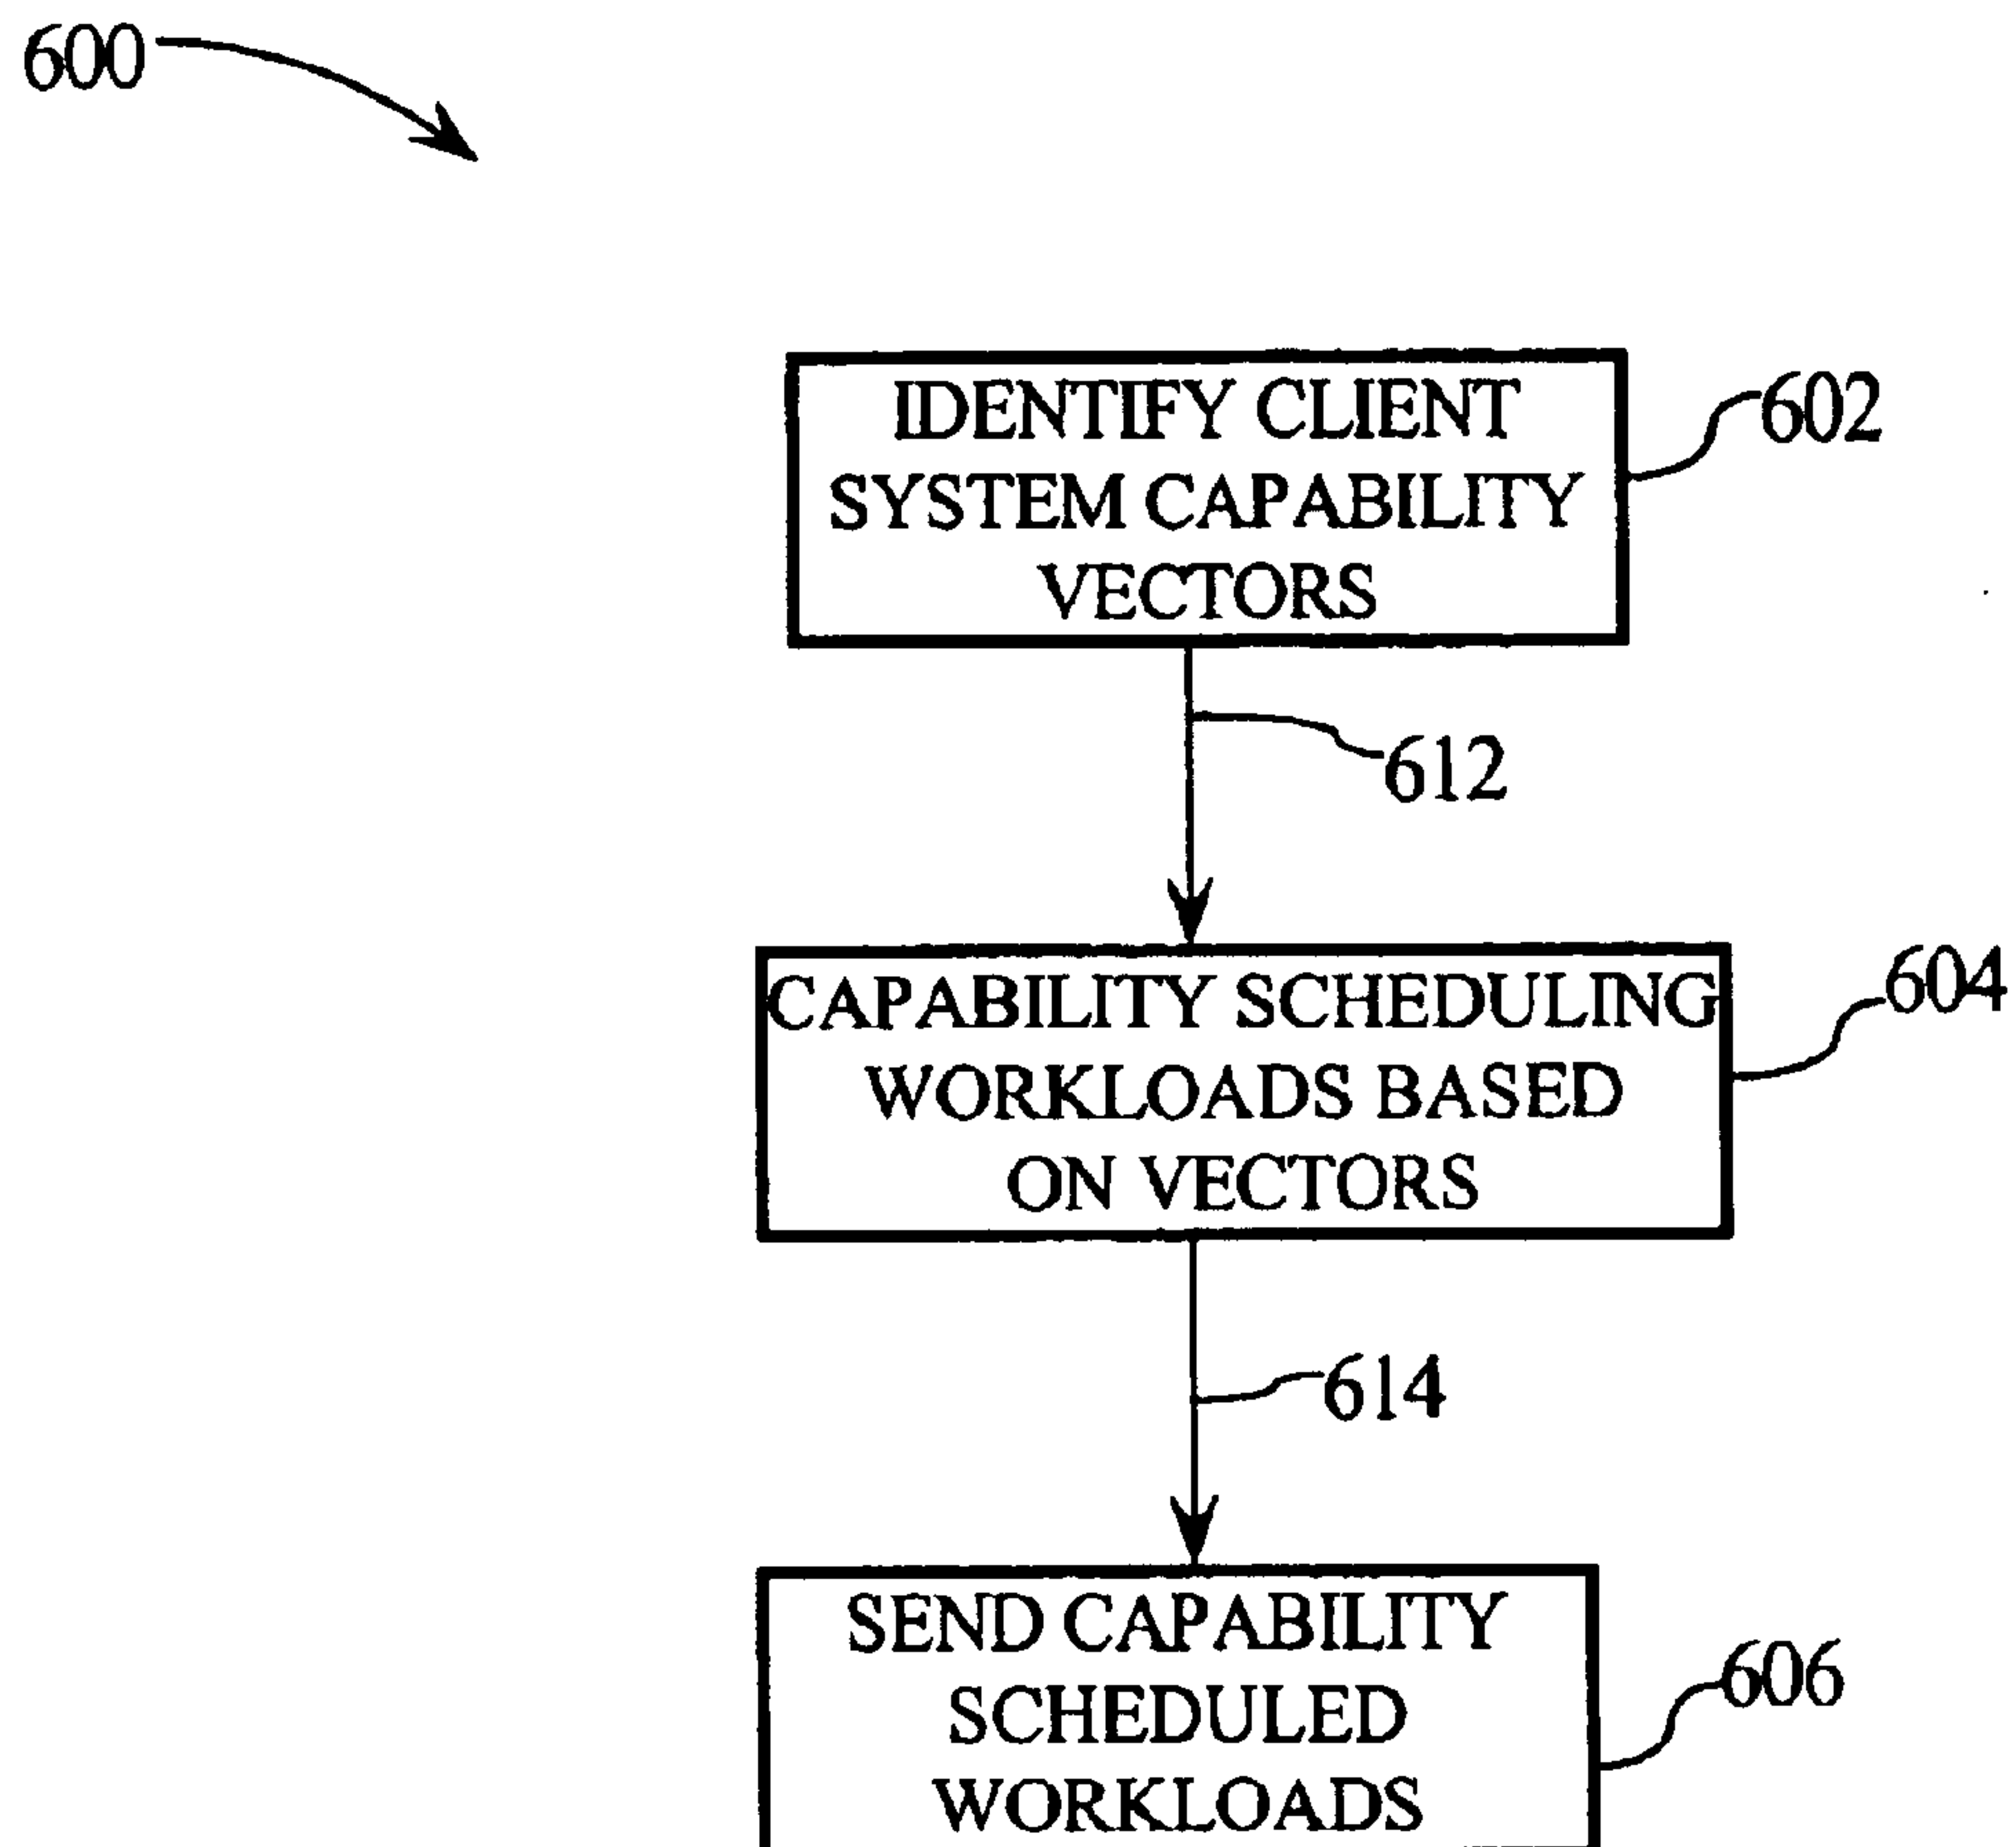 600
IDENTIFY CLIENT
SYSTEM CAPABILITY
VECTORS
602
612
CAPABILITY SCHEDULING
WORKLOADS BASED
ON VECTORS
604
614
SEND CAPABILITY
SCHEDULED
WORKLOADS
606